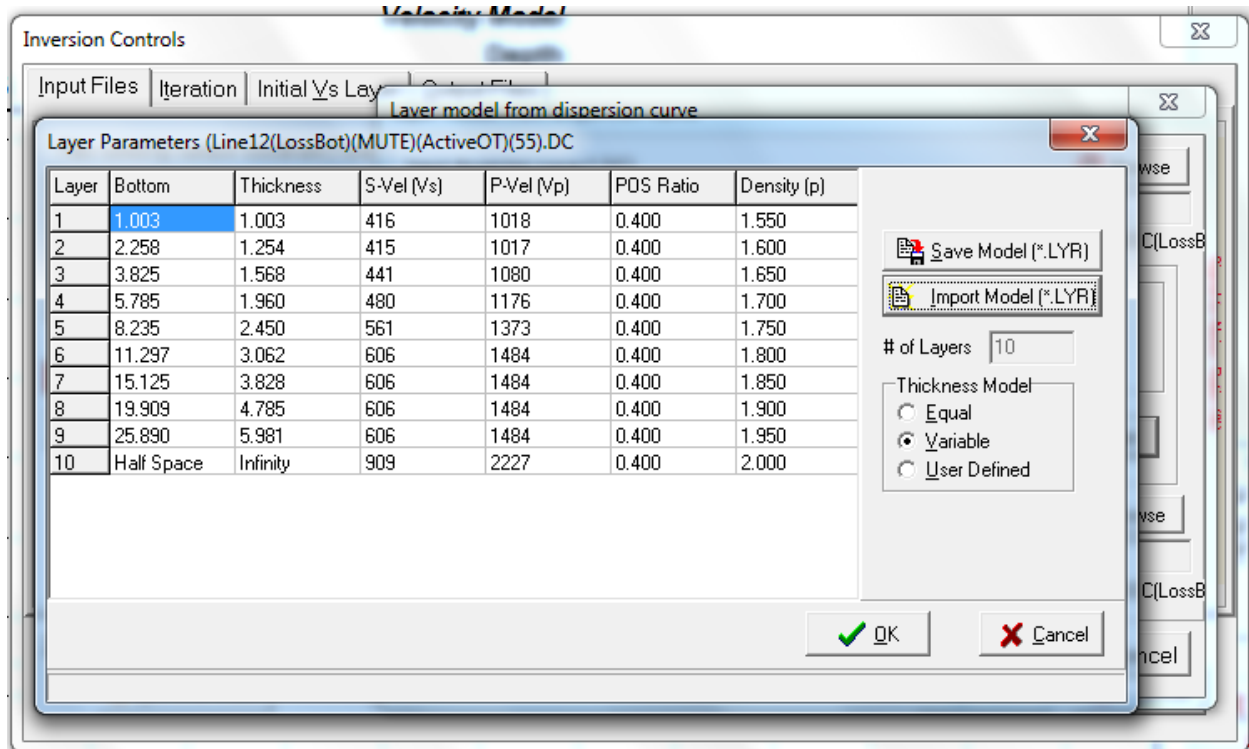 Velocity Model
Depth
Inversion Controls
Input Files Iteration Initial Vs Lay
Layer model from dispersion curve
Layer Parameters (Line12(LossBot)(MUTE)(ActiveOT)(55).DC
wse
Layer Bottom Thickness S-Vel (Vs) P-Vel (Vp) POS Ratio Density (p)
1 1.003 1.003 416 1018 0.400 1.550
2 2.258 1.254 415 1017 0.400 1.600
3 3.825 1.568 441 1080 0.400 1.650
4 5.785 1.960 480 1176 0.400 1.700
5 8.235 2.450 561 1373 0.400 1.750
6 11.297 3.062 606 1484 0.400 1.800
7 15.125 3.828 606 1484 0.400 1.850
8 19.909 4.785 606 1484 0.400 1.900
9 25.890 5.981 606 1484 0.400 1.950
10 Half Space Infinity 909 2227 0.400 2.000
Save Model (*.LYR)
Import Model (*.LYR)
# of Layers 10
Thickness Model
Equal
Variable
User Defined
C(LossB
wse
C(LossB
OK Cancel
ncel